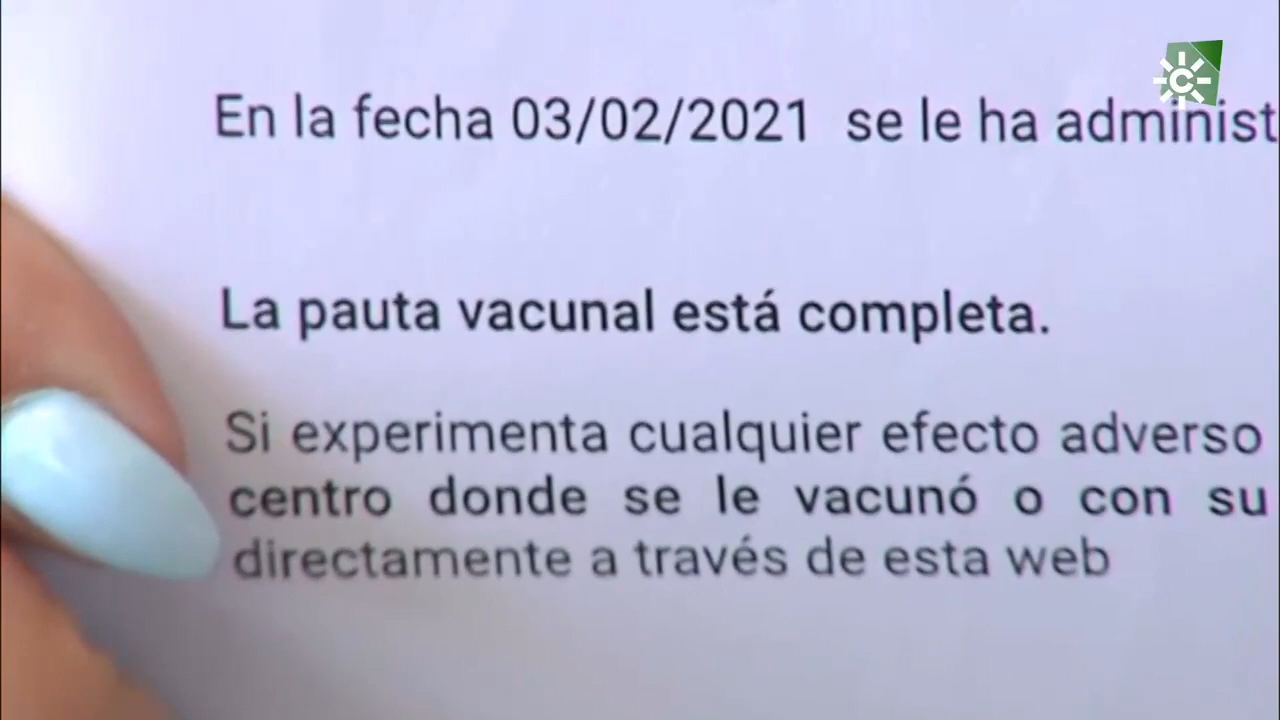 En la fecha 03/02/2021 se le ha administ
La pauta vacunal está completa.
Si experimenta cualquier efecto adverso
centro donde se le vacunó o con su
directamente a través de esta web